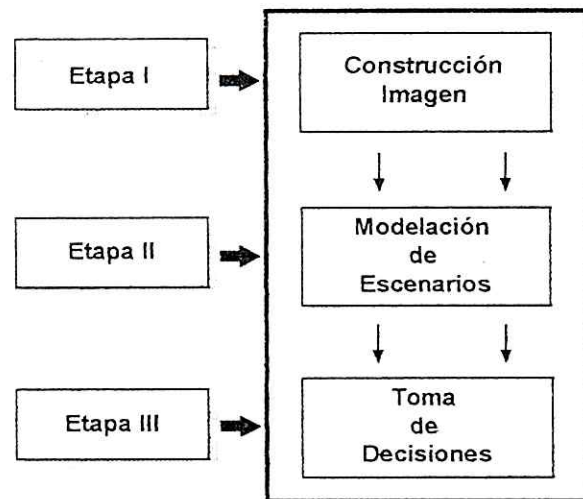 Etapa I
Construcción
Imagen
Etapa II
Modelación
de
Escenarios
Etapa III
Toma
de
Decisiones